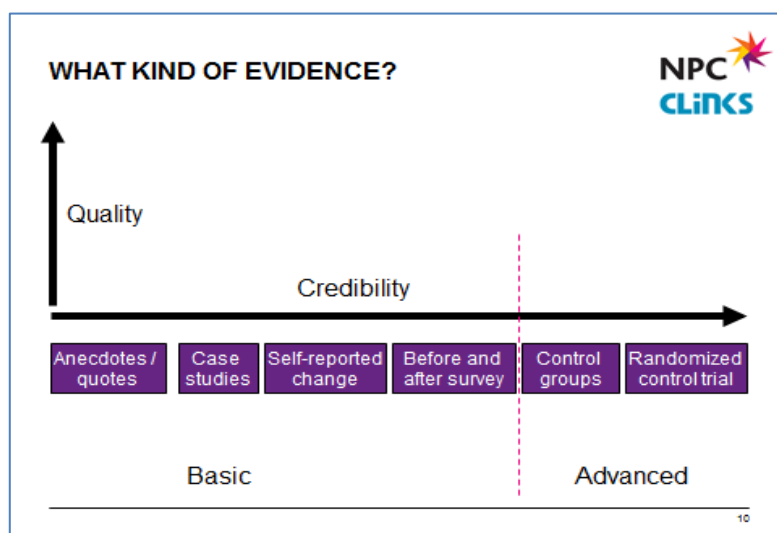 WHAT KIND OF EVIDENCE?
NPC
CLiNKS
Quality
Credibility
Anecdotes /
quotes
Case
studies
Self-reported
change
Before and
after survey
Control
groups
Randomized
control trial
Basic
Advanced
10